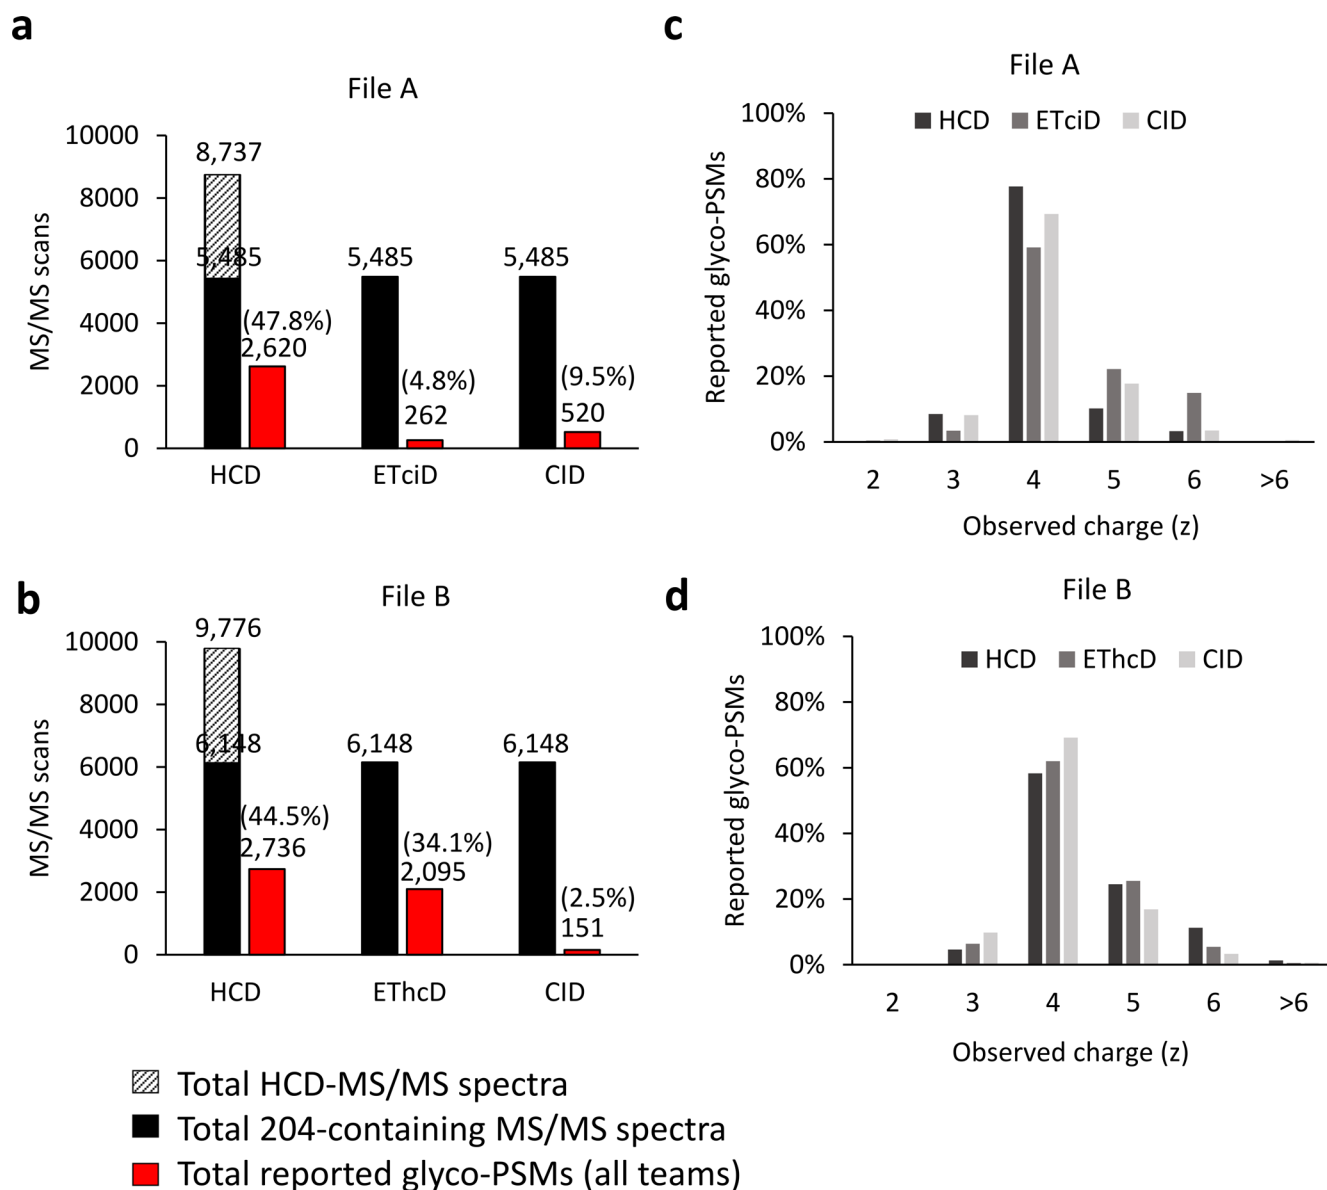 a
File A
MS/MS scans
10000
8000
6000
4000
2000
0
8,737
5,485
(47.8%)
2,620
5,485
(4.8%)
262
5,485
(9.5%)
520
HCD
ETciD
CID
b
File B
MS/MS scans
10000
8000
6000
4000
2000
0
9,776
6,148
(44.5%)
2,736
6,148
(34.1%)
2,095
6,148
(2.5%)
151
HCD
EThcD
CID
Total HCD-MS/MS spectra
Total 204-containing MS/MS spectra
Total reported glyco-PSMs (all teams)
c
File A
HCD ETciD CID
Reported glyco-PSMs
100%
80%
60%
40%
20%
0%
2 3 4 5 6 >6
Observed charge (z)
d
File B
HCD EThcD CID
Reported glyco-PSMs
100%
80%
60%
40%
20%
0%
2 3 4 5 6 >6
Observed charge (z)